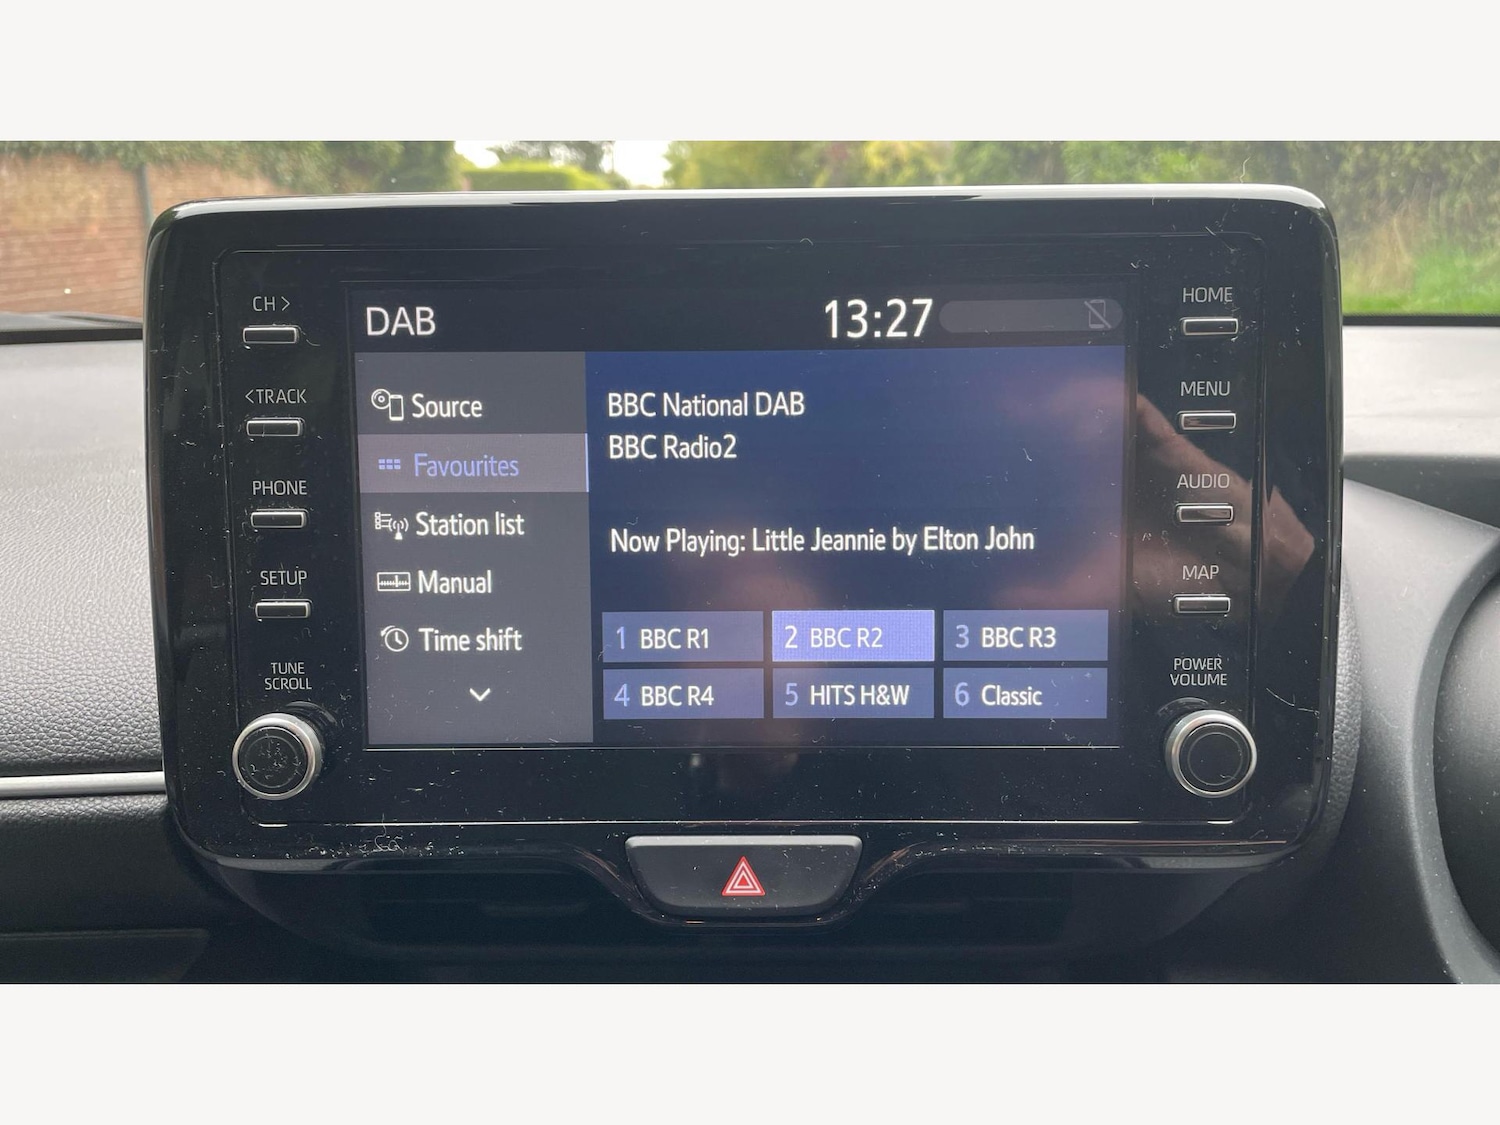 CH >
<TRACK
PHONE
SETUP
TUNE
SCROLL
DAB
13:27
Source
Favourites
Station list
Manual
Time shift
BBC National DAB
BBC Radio2
Now Playing: Little Jeannie by Elton John
1 BBC R1
2 BBC R2
3 BBC R3
4 BBC R4
5 HITS H&W
6 Classic
HOME
MENU
AUDIO
MAP
POWER
VOLUME